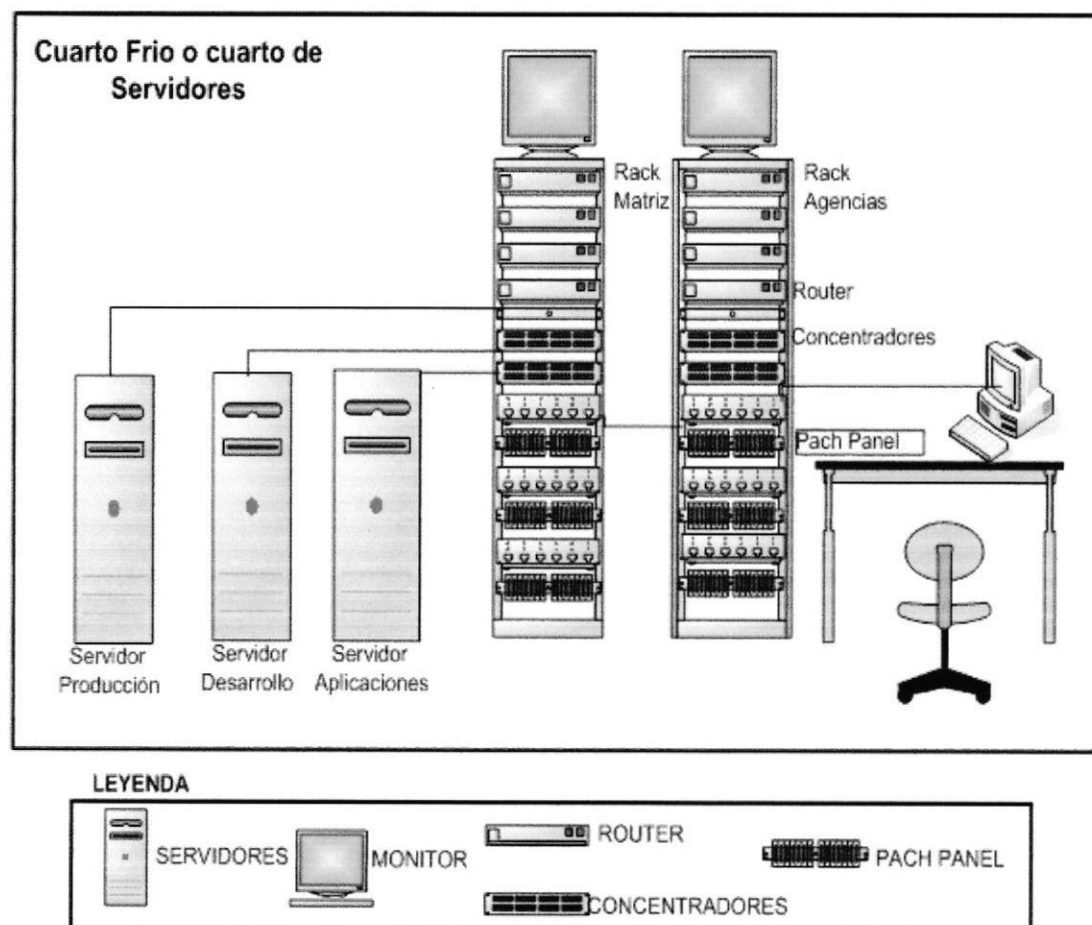 Cuarto Frio o cuarto de
Servidores
Rack
Matriz
Rack
Agencias
Router
Concentradores
Pach Panel
Servidor
Producción
Servidor
Desarrollo
Servidor
Aplicaciones
LEYENDA
SERVIDORES
MONITOR
ROUTER
PACH PANEL
CONCENTRADORES